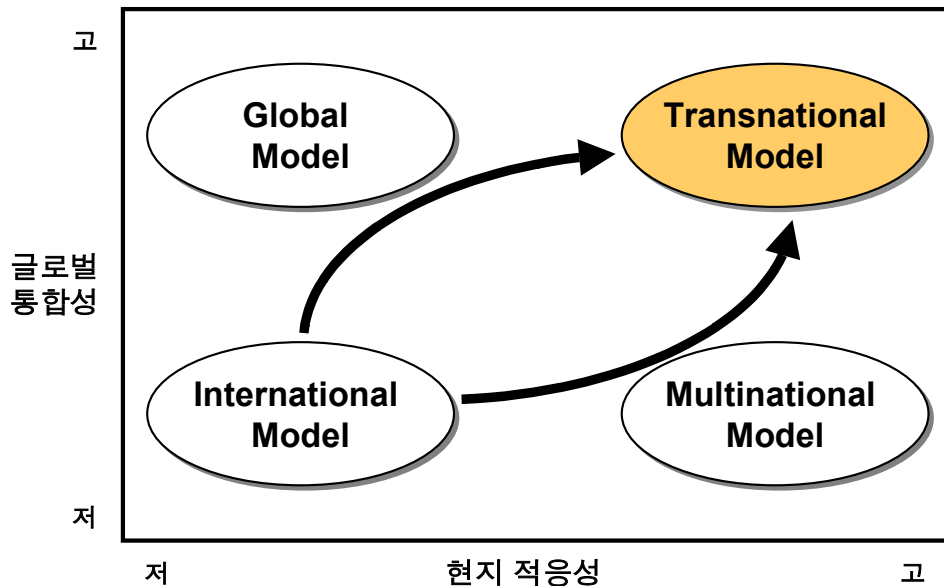 고
Global
Model
Transnational
Model
글로벌
통합성
International
Model
Multinational
Model
저
저
현지 적응성
고